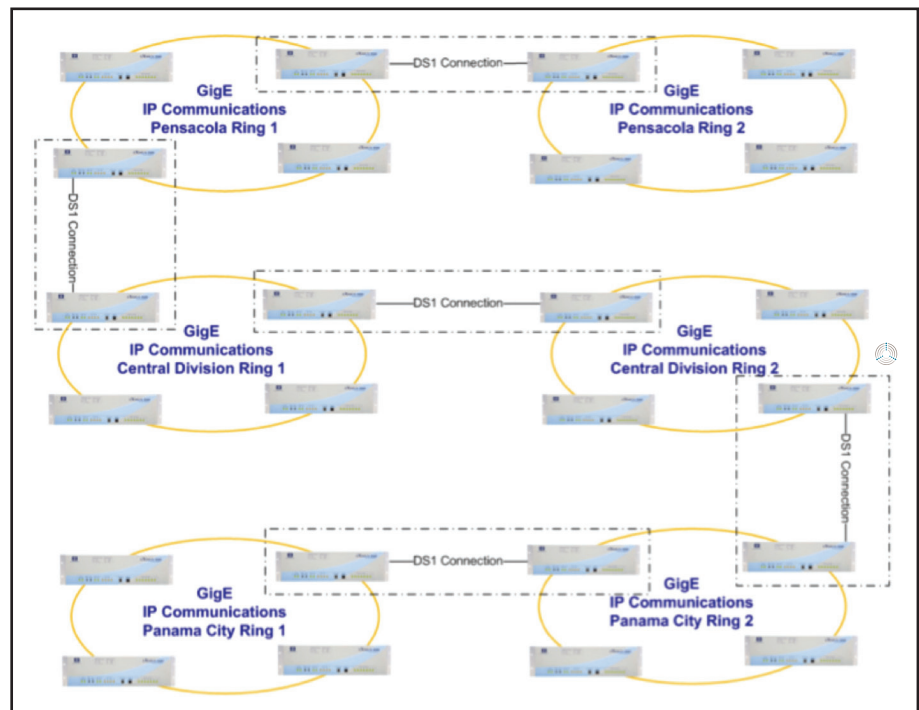 DS1 Connection
GigE
IP Communications
Pensacola Ring 1
GigE
IP Communications
Pensacola Ring 2
DS1 Connection
DS1 Connection
GigE
IP Communications
Central Division Ring 1
GigE
IP Communications
Central Division Ring 2
DS1 Connection
DS1 Connection
GigE
IP Communications
Panama City Ring 1
GigE
IP Communications
Panama City Ring 2